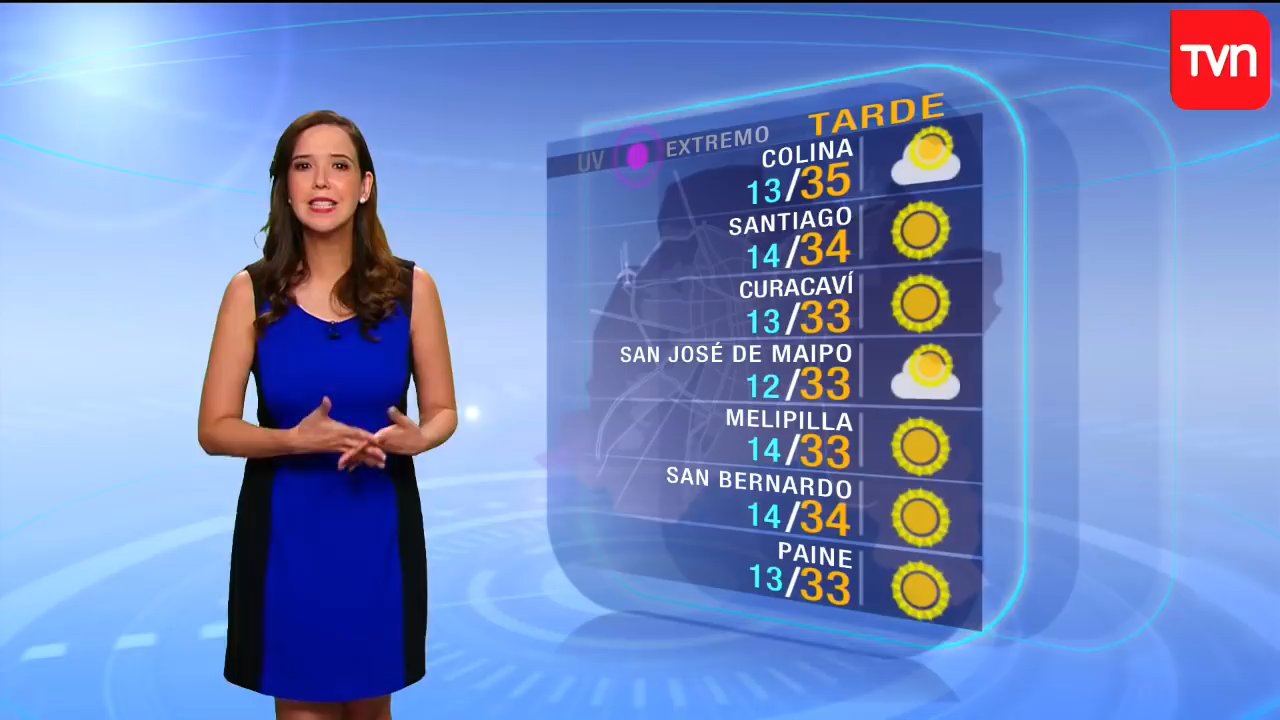 TVN
TARDE
UV EXTREMO
COLINA
13/35
SANTIAGO
14/34
CURACAVÍ
13/33
SAN JOSÉ DE MAIPO
12/33
MELIPILLA
14/33
SAN BERNARDO
14/34
PAINE
13/33